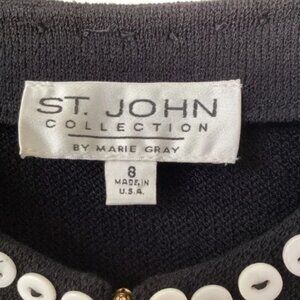 ST. JOHN
COLLECTION
BY MARIE GRAY
8
MADE IN
U.S.A.